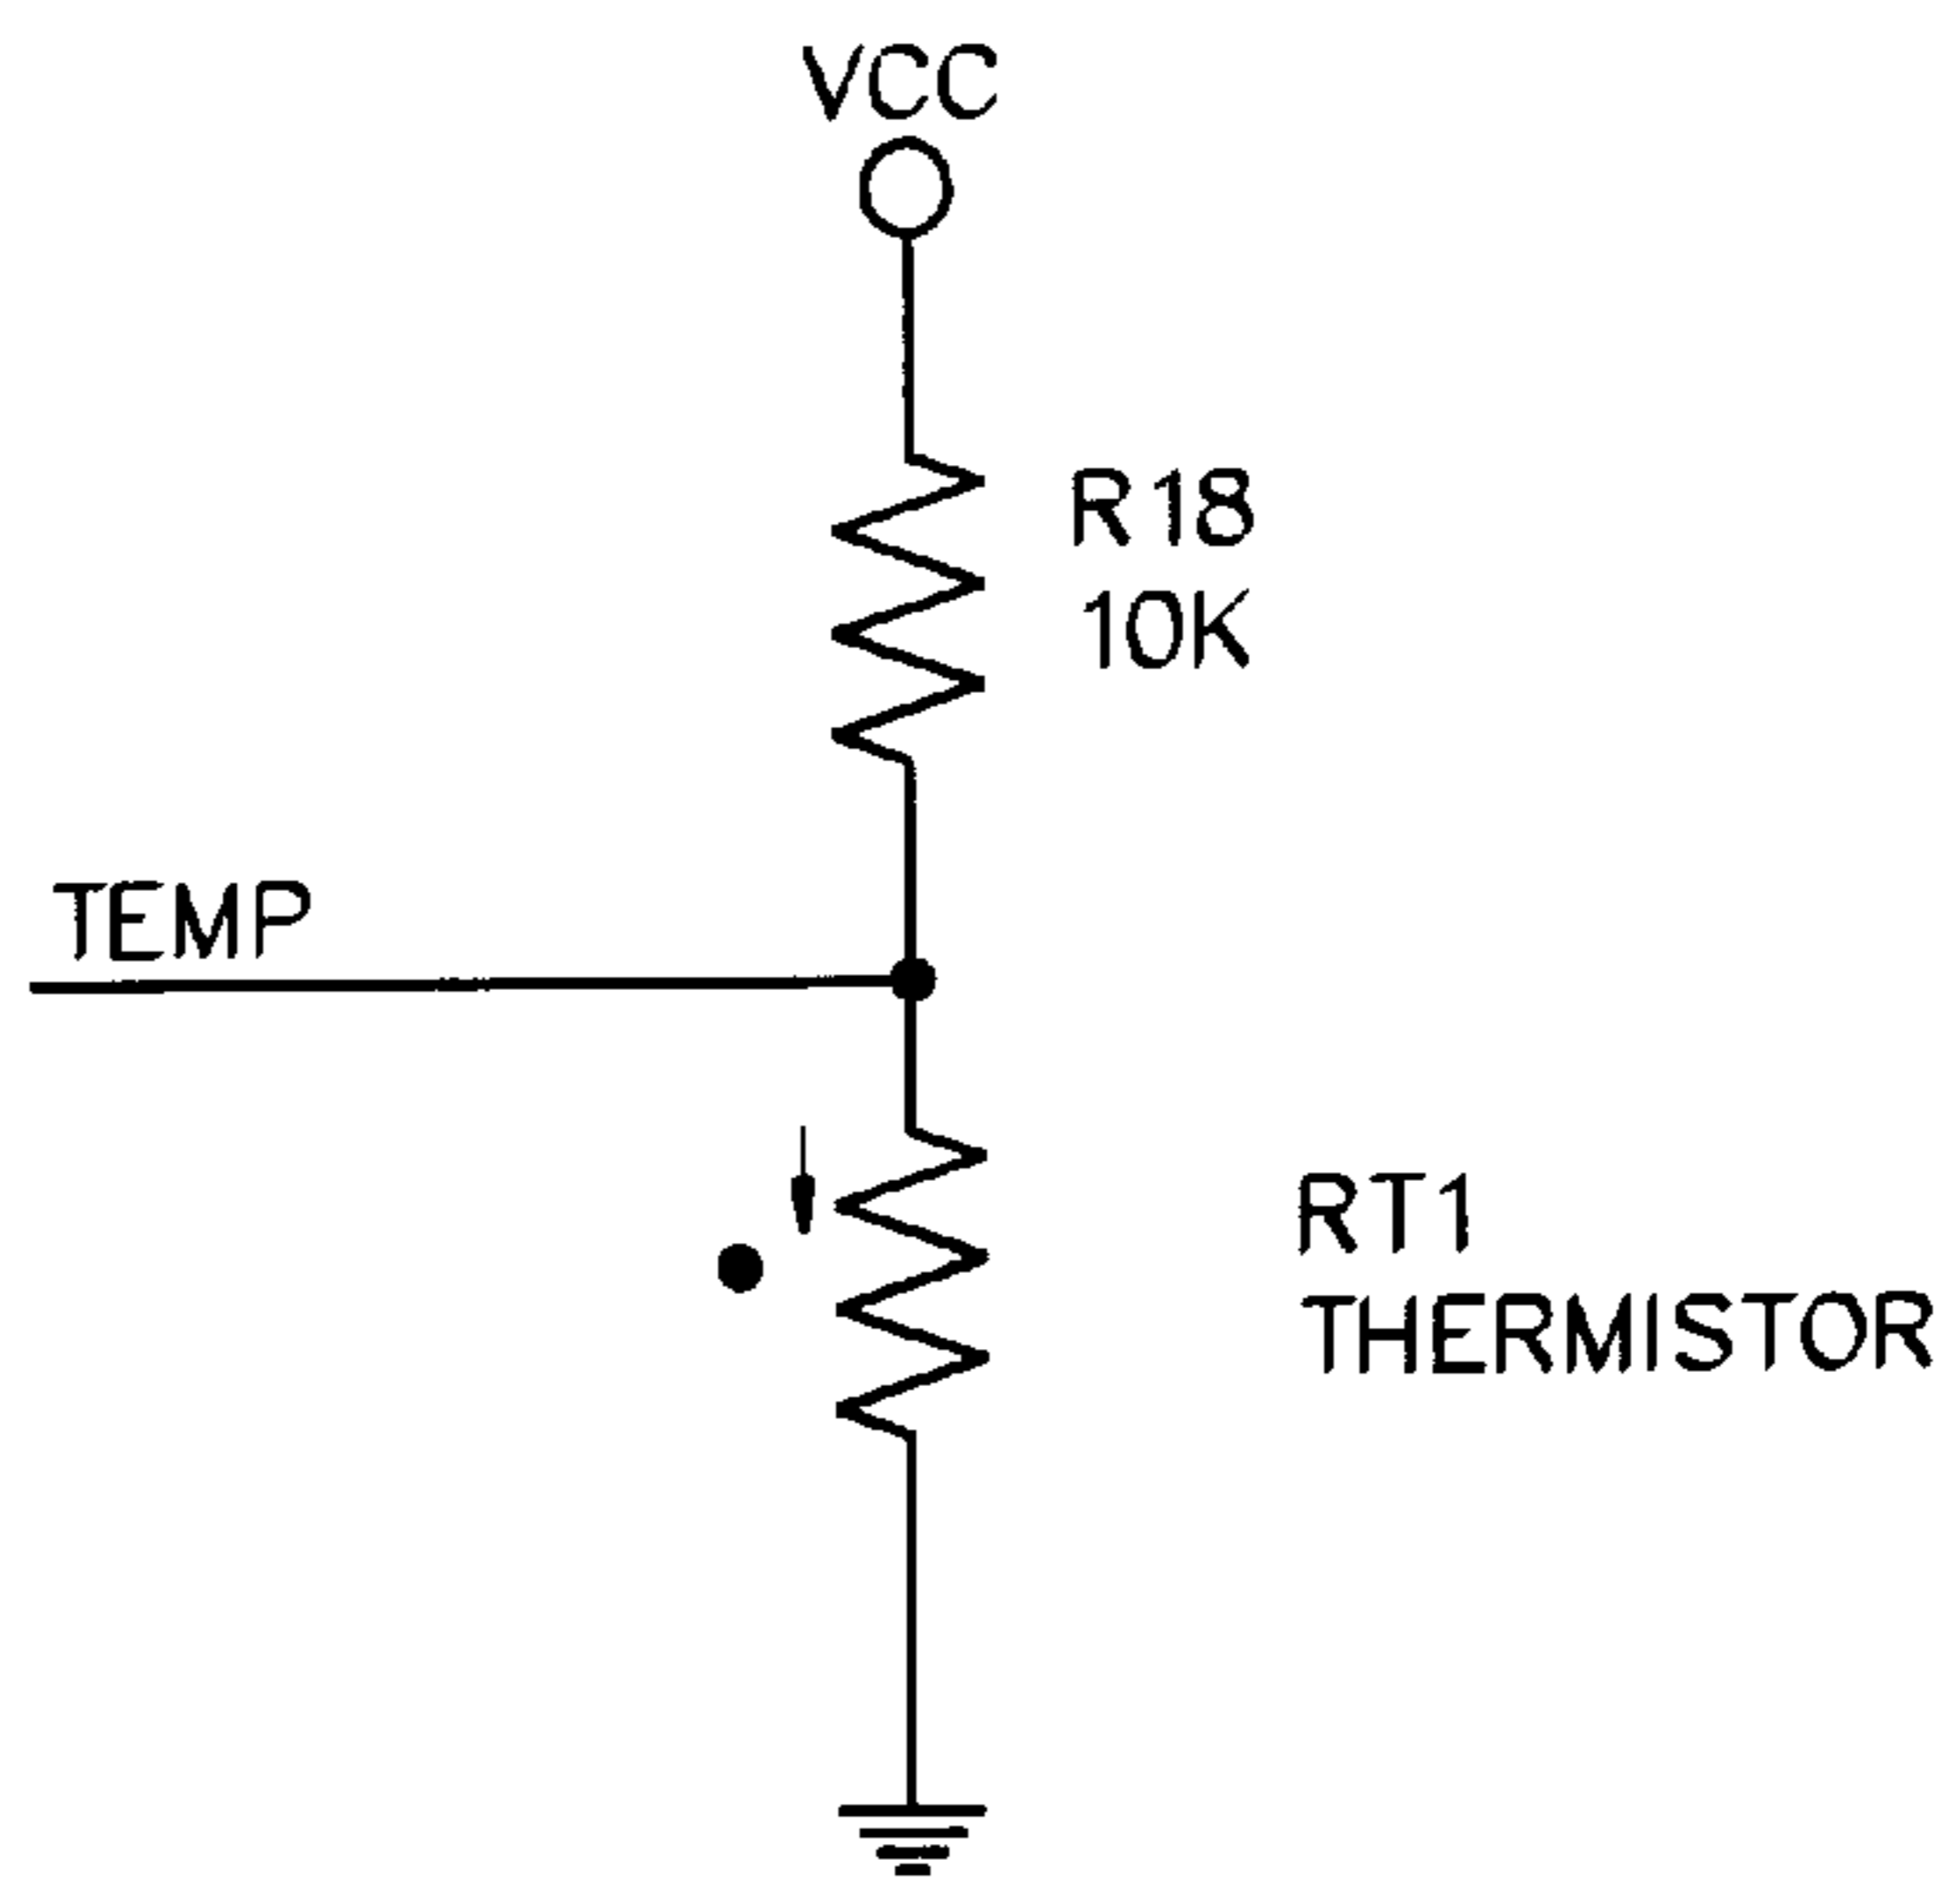 VCC
R18
10K
TEMP
RT1
THERMISTOR